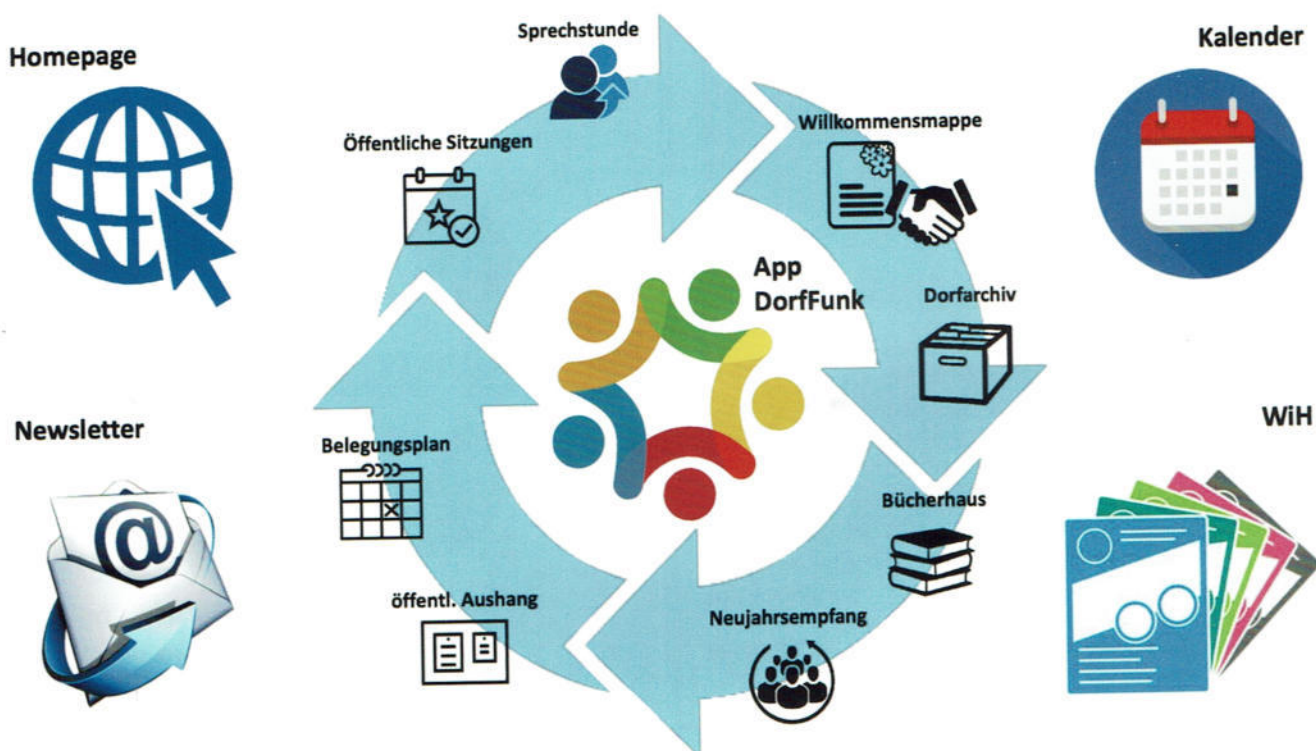 Sprechstunde
Homepage
Kalender
Öffentliche Sitzungen
Willkommensmappe
App
DorfFunk
Dorfarchiv
Newsletter
WiH
Belegungsplan
Bücherhaus
öffentl. Aushang
Neujahrsempfang
@